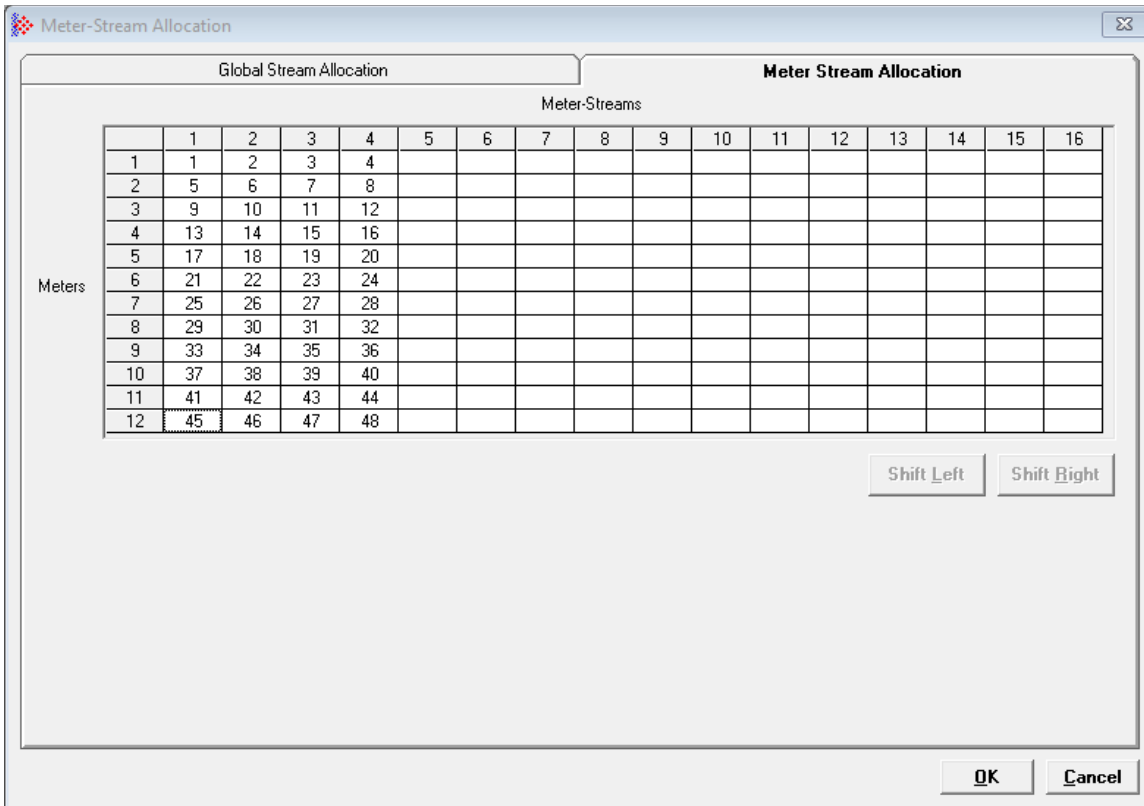 Meter-Stream Allocation
Global Stream Allocation Meter Stream Allocation
Meter-Streams
1 2 3 4 5 6 7 8 9 10 11 12 13 14 15 16
1 1 2 3 4
2 5 6 7 8
3 9 10 11 12
4 13 14 15 16
5 17 18 19 20
Meters 6 21 22 23 24
7 25 26 27 28
8 29 30 31 32
9 33 34 35 36
10 37 38 39 40
11 41 42 43 44
12 45 46 47 48
Shift Left Shift Right
OK Cancel